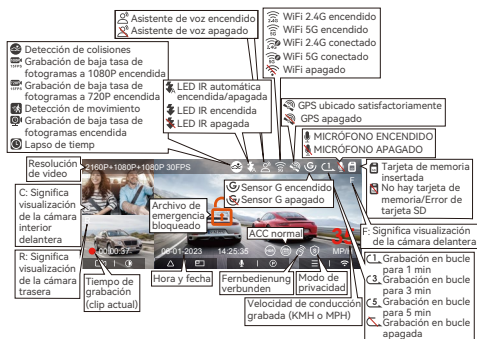 Asistente de voz encendido
Asistente de voz apagado
WiFi 2.4G encendido
WiFi 5G encendido
WiFi 2.4G conectado
WiFi 5G conectado
WiFi apagado
Detección de colisiones
Grabación de baja tasa de
fotogramas a 1080P encendida
Grabación de baja tasa de
fotogramas a 720P encendida
Detección de movimiento
Grabación de baja tasa de
fotogramas encendida
Lapso de tiemp
LED IR automática
encendida/apagada
LED IR encendida
LED IR apagada
GPS ubicado satisfactoriamente
GPS apagado
MICRÓFONO ENCENDIDO
MICRÓFONO APAGADO
Resolución
de video
2160P+1080P+1080P 30FPS
Tarjeta de memoria
insertada
No hay tarjeta de
memoria/Error de
tarjeta SD
F
C: Significa
visualización
de la cámara
interior
delantera
Sensor G encendido
Sensor G apagado
Archivo de
emergencia
bloqueado
F: Significa visualización
de la cámara delantera
ACC normal
R: Significa
visualización
de la cámara
trasera
00:00:37
06-01-2023
14:25:35
MPH
Tiempo de
grabación
(clip actual)
Hora y fecha
Fernbedienung
verbunden
Modo de
privacidad
Velocidad de conducción
grabada (KMH o MPH)
1 Grabación en bucle
para 1 min
3 Grabación en bucle
para 3 min
5 Grabación en bucle
para 5 min
Grabación en bucle
apagada